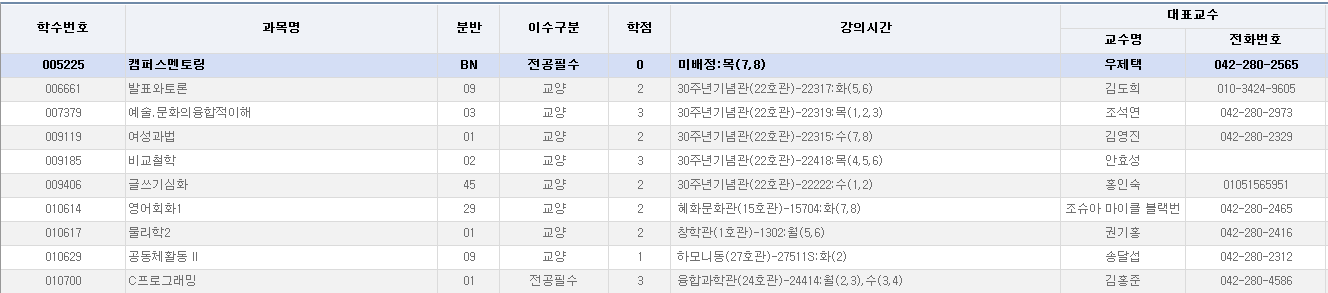 학수번호 과목명 분반 이수구분 학점 강의시간 대표교수
교수명 전화번호
005225 캠퍼스멘토링 BN 전공필수 0 미배정:목(7,8) 우제택 042-280-2565
006661 발표와토론 09 교양 2 30주년기념관(22호관)-22317:화(5,6) 김도희 010-3424-9605
007379 예술,문화의융합적이해 03 교양 3 30주년기념관(22호관)-22319:목(1,2,3) 조석연 042-280-2973
009119 여성과법 01 교양 2 30주년기념관(22호관)-22315:수(7,8) 김영진 042-280-2329
009185 비교철학 02 교양 3 30주년기념관(22호관)-22418:목(4,5,6) 안효성
009406 글쓰기심화 45 교양 2 30주년기념관(22호관)-22222:수(1,2) 홍인숙 01051565951
010614 영어회화1 29 교양 2 혜화문화관(15호관)-15704:화(7,8) 조슈아 마이클 블랙번 042-280-2465
010617 물리학2 01 교양 2 창학관(1호관)-1302:월(5,6) 권기홍 042-280-2416
010629 공동체활동 II 09 교양 1 하모니동(27호관)-27511S:화(2) 송달섭 042-280-2312
010700 C프로그래밍 01 전공필수 3 융합과학관(24호관)-24414:월(2,3),수(3,4) 김홍준 042-280-4586